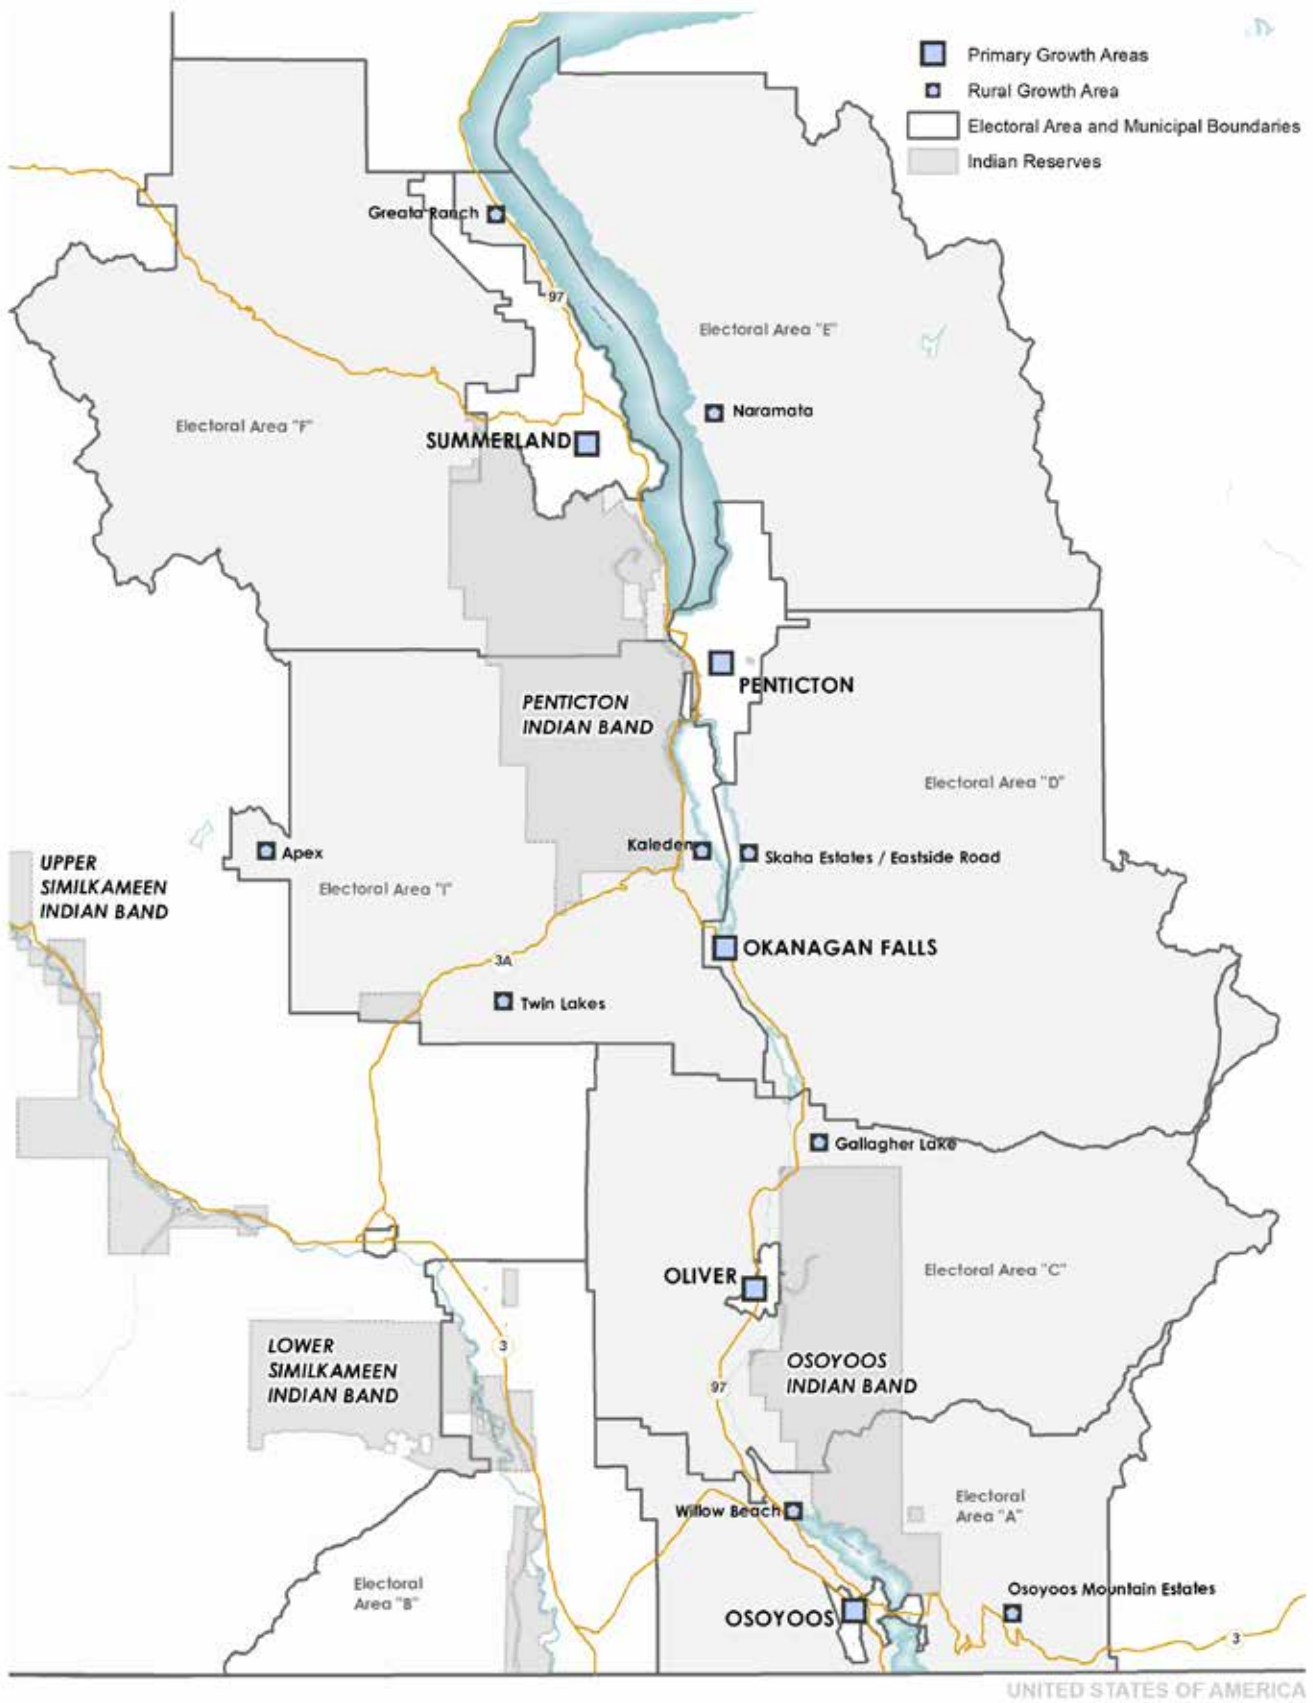 Primary Growth Areas
Rural Growth Area
Electoral Area and Municipal Boundaries
Indian Reserves
Greata Ranch
97
Electoral Area "E"
Naramata
Electoral Area "F"
SUMMERLAND
PENTICTON
PENTICTON
INDIAN BAND
Electoral Area "D"
Kaleden
Skaha Estates / Eastside Road
Apex
UPPER
SIMILKAMEEN
INDIAN BAND
Electoral Area "I"
OKANAGAN FALLS
3A
Twin Lakes
Gallagher Lake
Electoral Area "C"
OLIVER
LOWER
SIMILKAMEEN
INDIAN BAND
3
OSOYOOS
INDIAN BAND
97
Electoral
Area "A"
Willow Beach
Electoral
Area "B"
Osoyoos Mountain Estates
OSOYOOS
3
UNITED STATES OF AMERICA